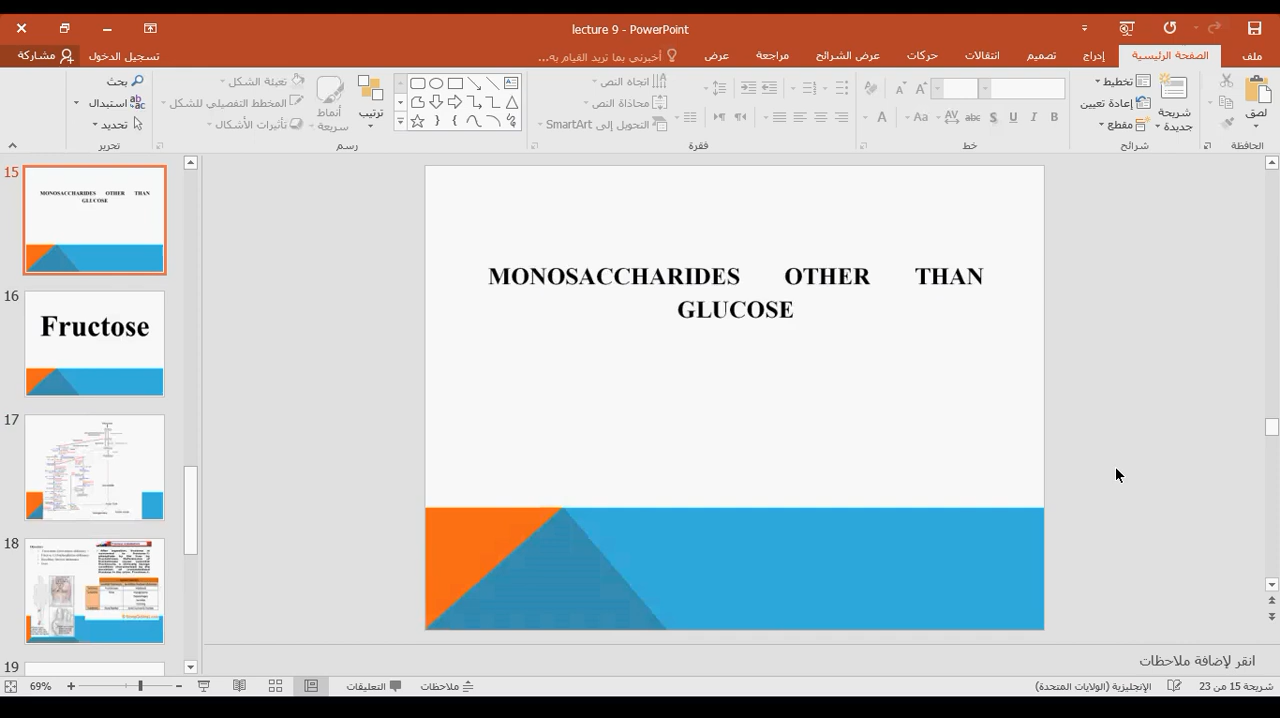 lecture 9 - PowerPoint
ملف
الصفحة الرئيسية
إدراج
تصميم
انتقالات
حركات
عرض الشرائح
مراجعة
عرض
أخبرني بما تريد القيام به...
تسجيل الدخول
مشاركة
لصق
الحافظة
شريحة جديدة
تخطيط
إعادة تعيين
مقطع
شرائح
B I U S abc AV Aa A
خط
اتجاه النص
محاذاة النص
التحويل إلى SmartArt
فقرة
ترتيب
أنماط سريعة
تعبئة الشكل
المخطط التفصيلي للشكل
تأثيرات الأشكال
رسم
بحث
استبدال
تحديد
تحرير
15
MONOSACCHARIDES OTHER THAN
GLUCOSE
16
Fructose
17
18
19
MONOSACCHARIDES OTHER THAN
GLUCOSE
انقر لإضافة ملاحظات
شريحة 15 من 23
الإنجليزية (الولايات المتحدة)
ملاحظات
التعليقات
69%